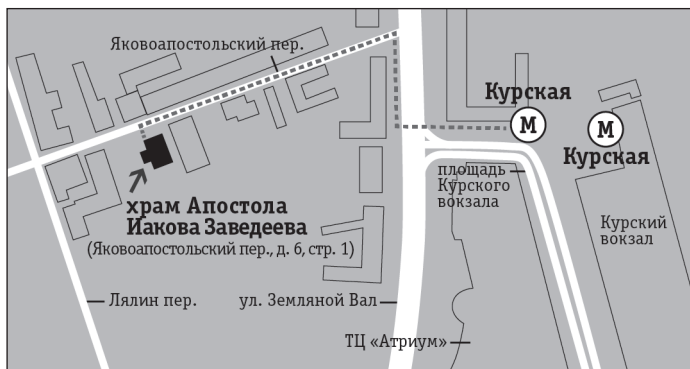 Яковоапостольский пер.
Курская
М
М
Курская
площадь
Курского
вокзала
храм Апостола
Иакова Заведеева
(Яковоапостольский пер., д. 6, стр. 1)
Курский
вокзал
Лялин пер.
ул. Земляной Вал
ТЦ «Атриум»